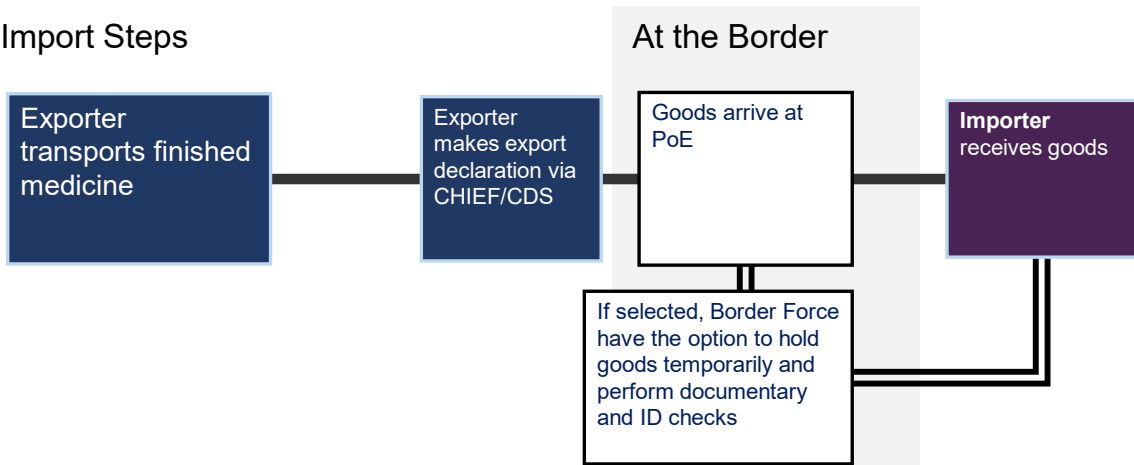 Import Steps
At the Border
Exporter
transports finished
medicine
Exporter
makes export
declaration via
CHIEF/CDS
Goods arrive at
PoE
Importer
receives goods
If selected, Border Force
have the option to hold
goods temporarily and
perform documentary
and ID checks